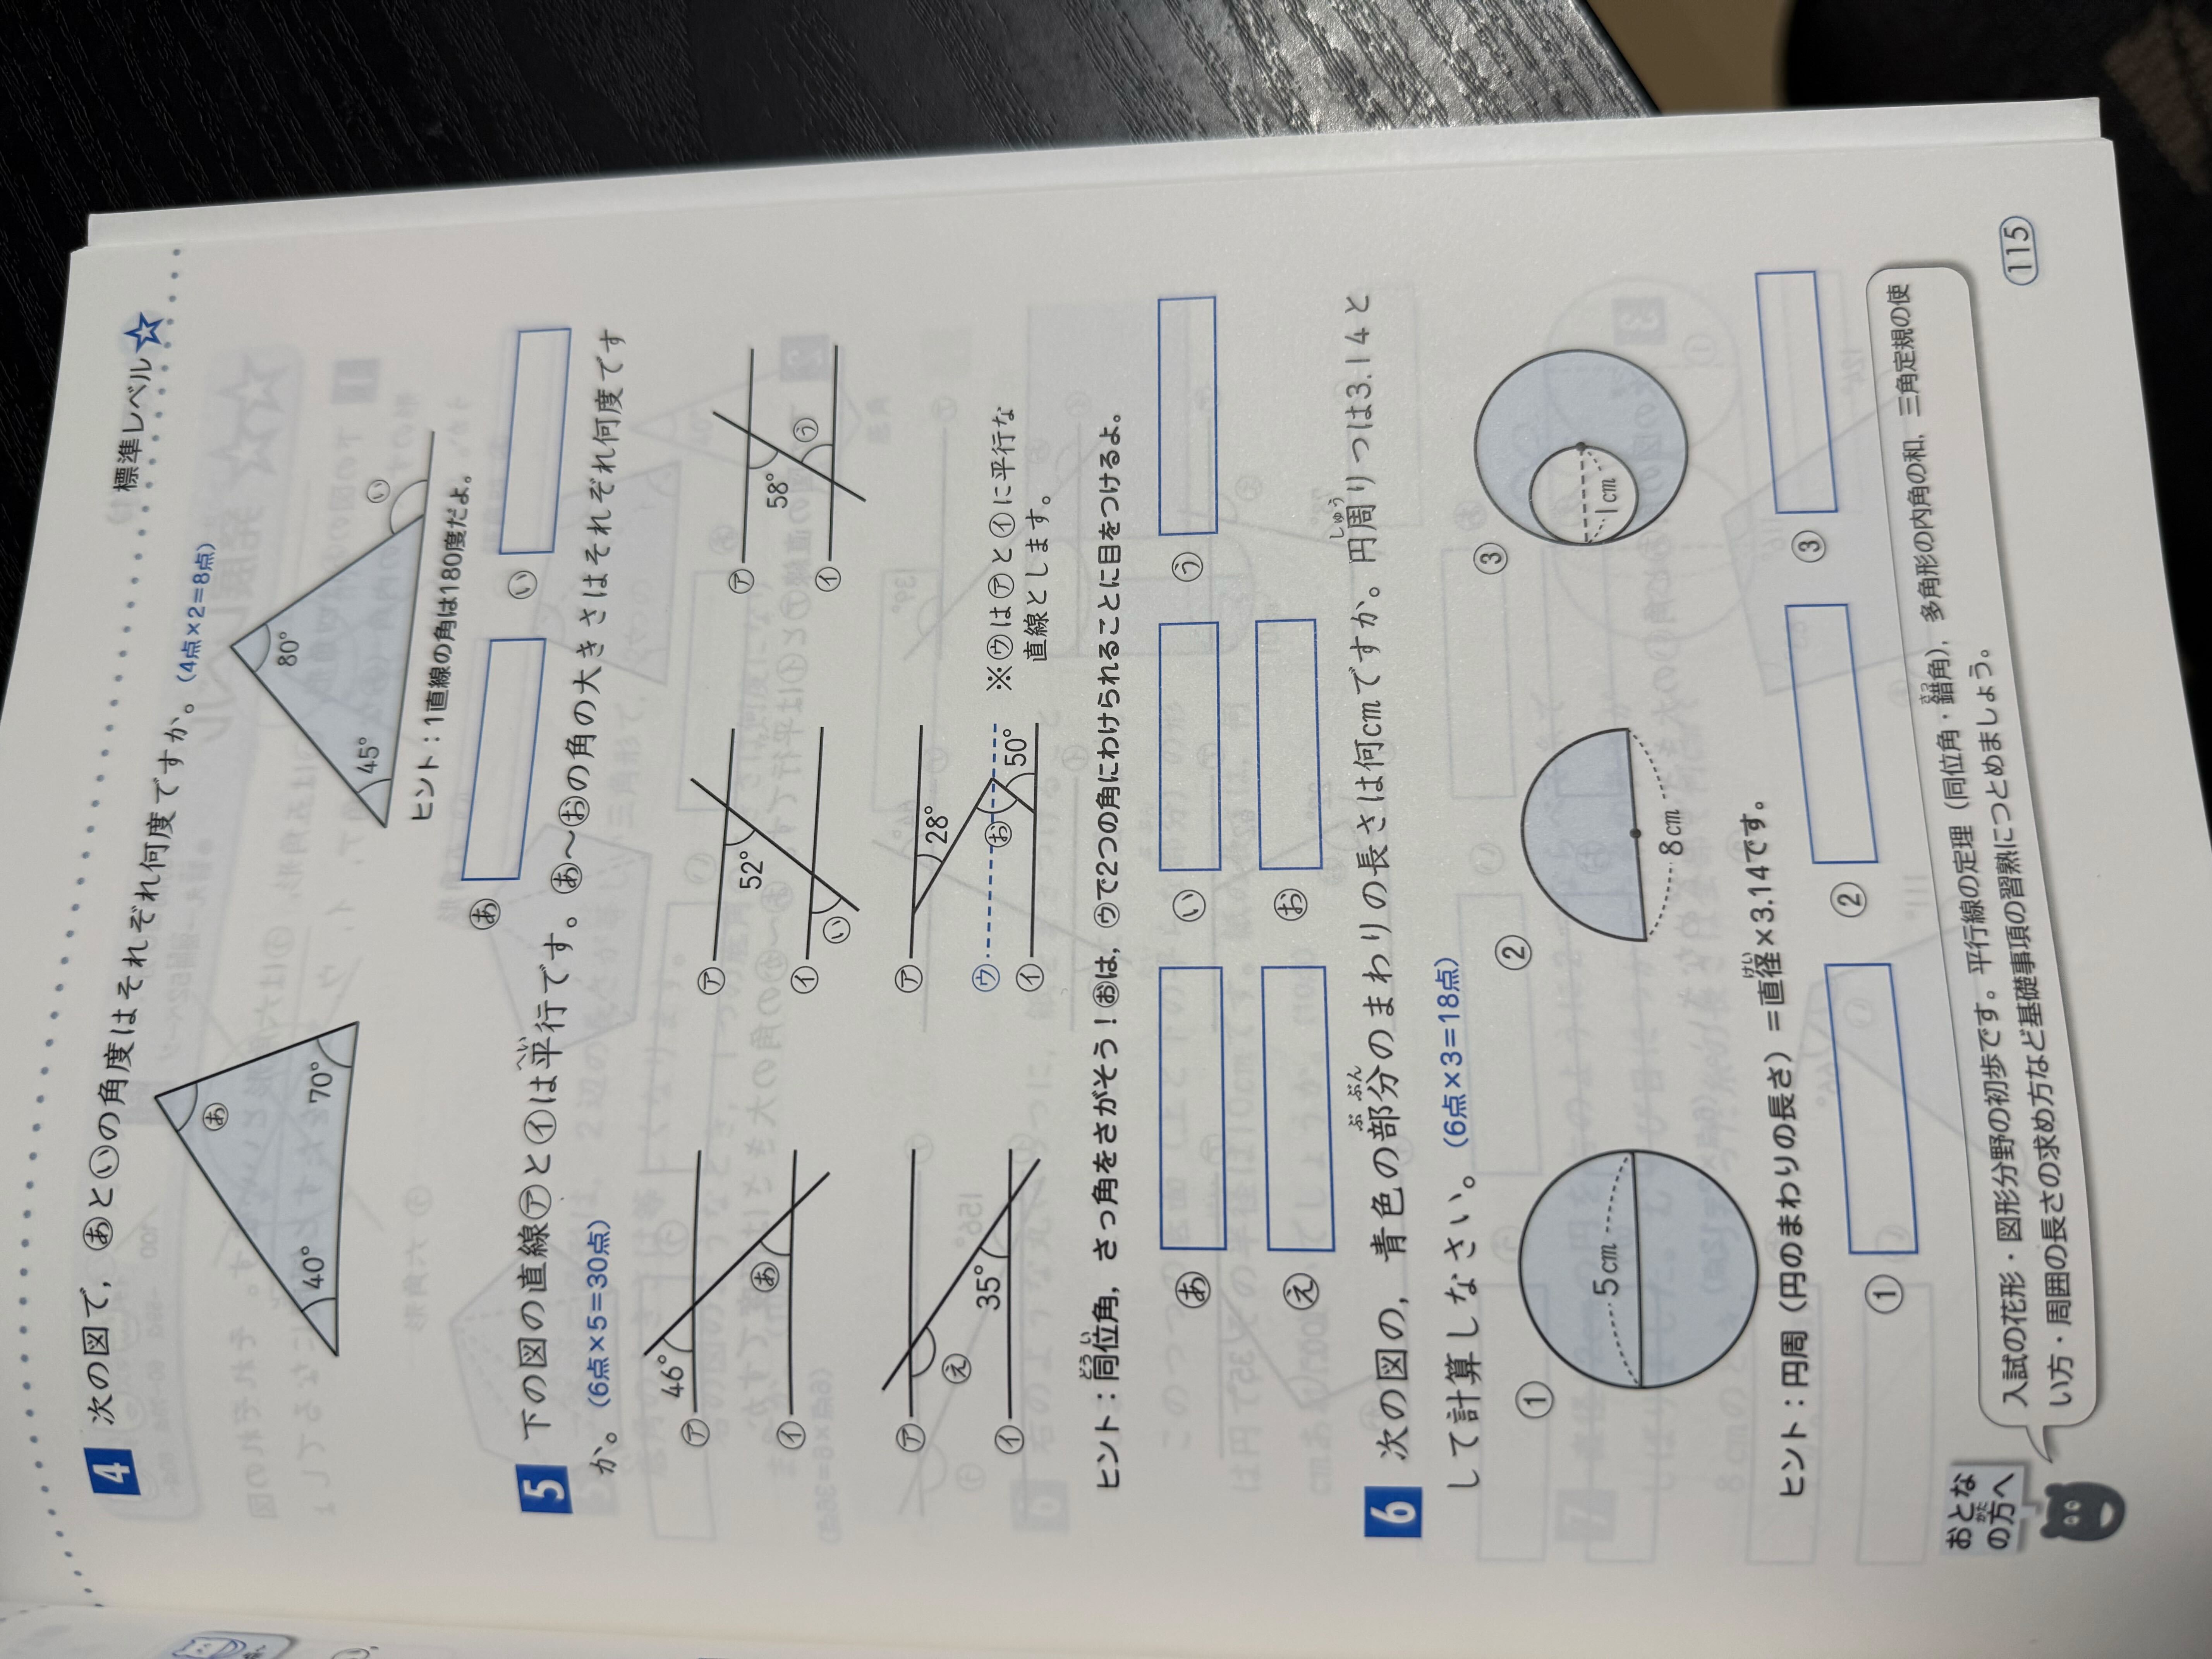 標準レベル☆
4 次の図で，あといの角度はそれぞれ何度ですか。(4点×2=8点)
あ
40°
70°
45°
80°
い
ヒント：1直線の角は180度だよ。
あ
い
5 下の図の直線㋐と㋑は平行です。あ～おの角の大きさはそれぞれ何度です
か。(6点×5=30点)
㋐
46°
㋑
あ
㋐
52°
㋑
い
㋐
58°
㋑
う
㋐
え
㋑
35°
㋐
28°
㋒
お
㋑
50°
※㋒は㋐と㋑に平行な
直線とします。
ヒント：同位角，さっ角をさがそう！おは，㋒で2つの角にわけられることに目をつけるよ。
あ
い
う
え
お
6 次の図の，青色の部分のまわりの長さは何cmですか。円周りつは3.14と
して計算しなさい。(6点×3=18点)
①
5cm
②
8cm
③
1cm
ヒント：円周（円のまわりの長さ）＝直径×3.14です。
①
②
③
おとな
の方へ
入試の花形・図形分野の初歩です。平行線の定理（同位角・錯角），多角形の内角の和，三角定規の使
い方・周囲の長さの求め方など基礎事項の習熟につとめましょう。
115